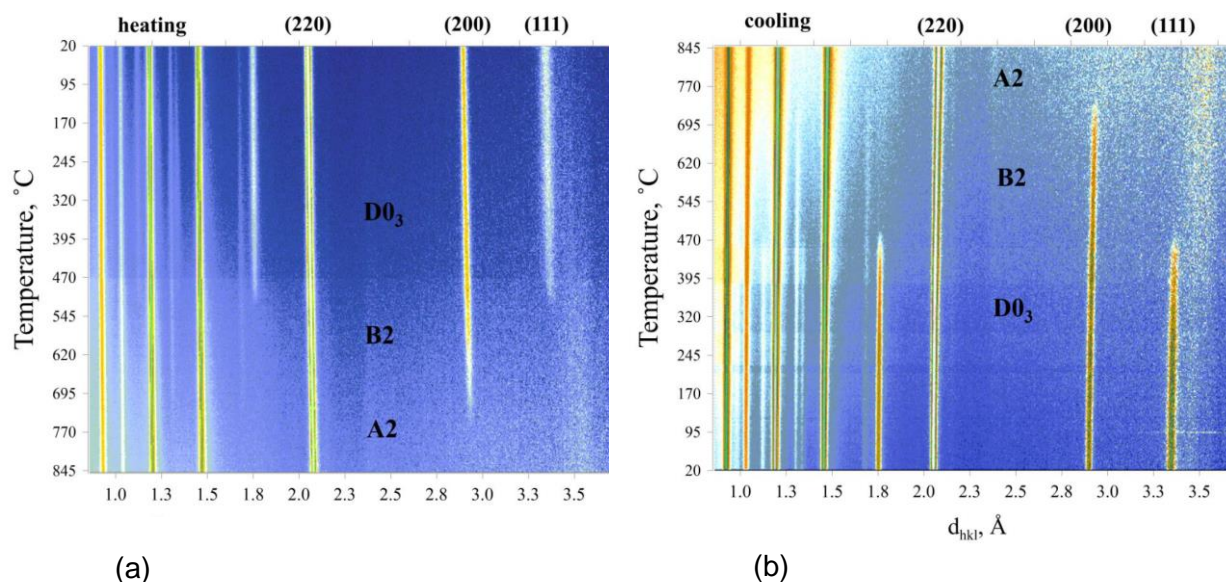 heating (220) (200) (111)
20
95
170
245
320
395
470
545
620
695
770
845
Temperature, ˚C
D0₃
B2
A2
1.0 1.3 1.5 1.8 2.0 2.3 2.5 2.8 3.0 3.3 3.5
(a)
cooling (220) (200) (111)
845
770
695
620
545
470
395
320
245
170
95
20
Temperature, ˚C
A2
B2
D0₃
1.0 1.3 1.5 1.8 2.0 2.3 2.5 2.8 3.0 3.3 3.5
dₕₖₗ, Å
(b)